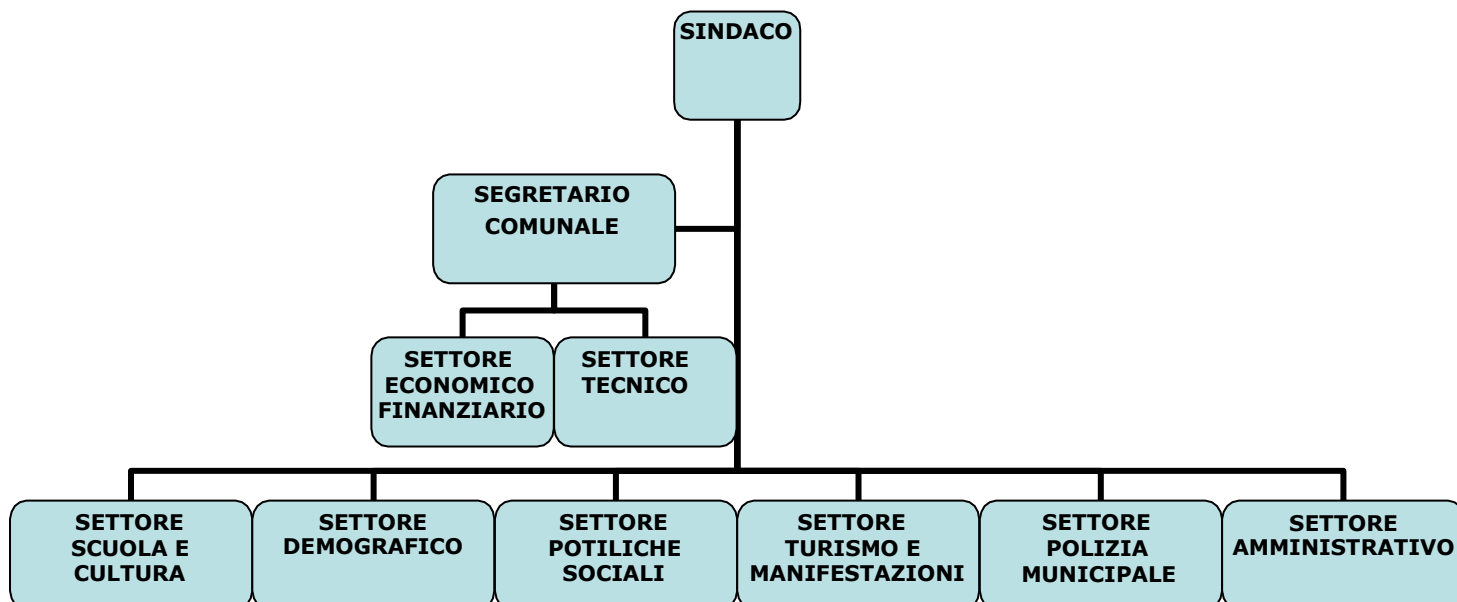 SINDACO
SEGRETARIO
COMUNALE
SETTORE
ECONOMICO
FINANZIARIO
SETTORE
TECNICO
SETTORE
SCUOLA E
CULTURA
SETTORE
DEMOGRAFICO
SETTORE
POTILICHE
SOCIALI
SETTORE
TURISMO E
MANIFESTAZIONI
SETTORE
POLIZIA
MUNICIPALE
SETTORE
AMMINISTRATIVO